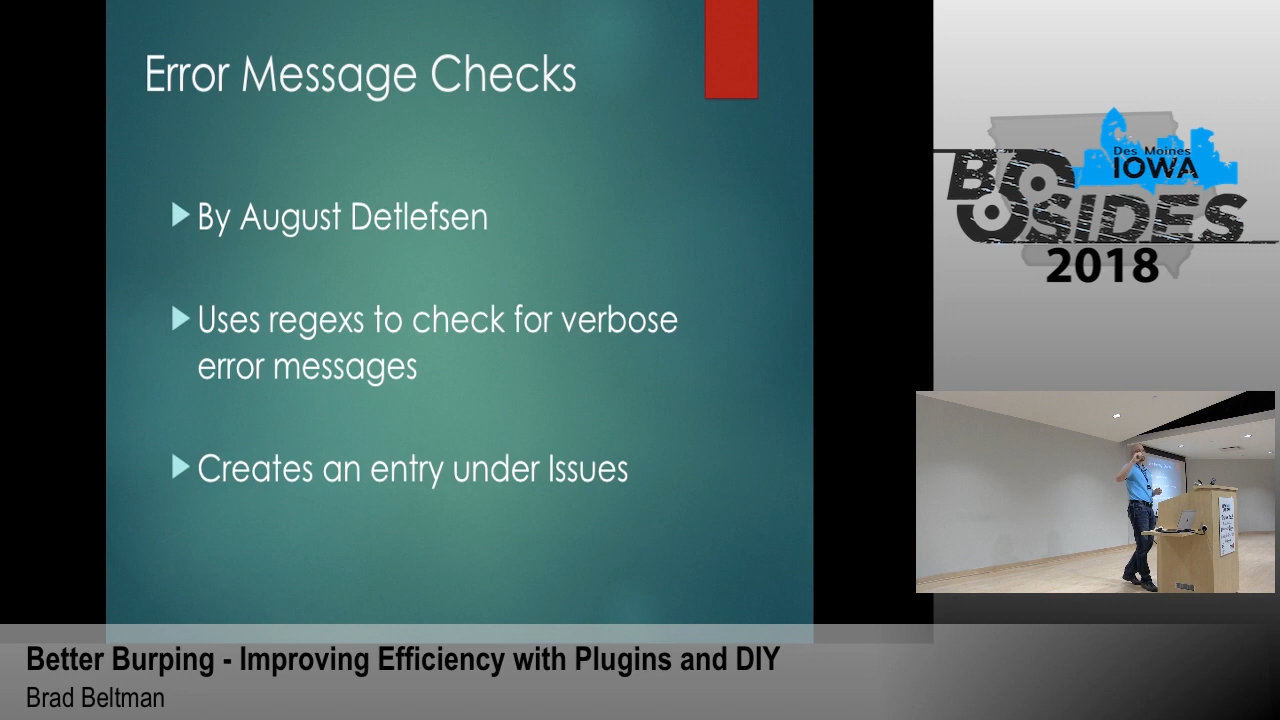 Error Message Checks
By August Detlefsen
Uses regexs to check for verbose
error messages
Creates an entry under Issues
Des Moines
IOWA
BSIDES
2018
Better Burping - Improving Efficiency with Plugins and DIY
Brad Beltman